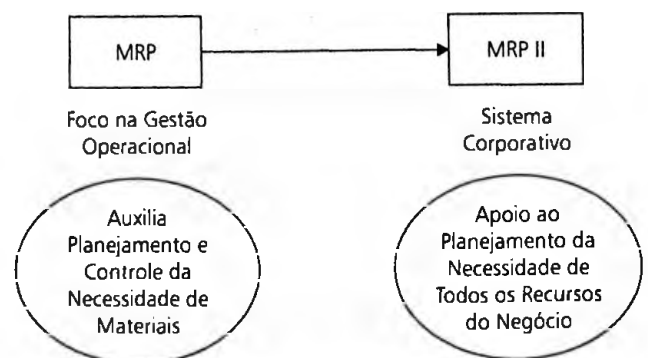 MRP
MRP II
Foco na Gestão
Operacional
Sistema
Corporativo
Auxilia
Planejamento e
Controle da
Necessidade de
Materiais
Apoio ao
Planejamento da
Necessidade de
Todos os Recursos
do Negócio